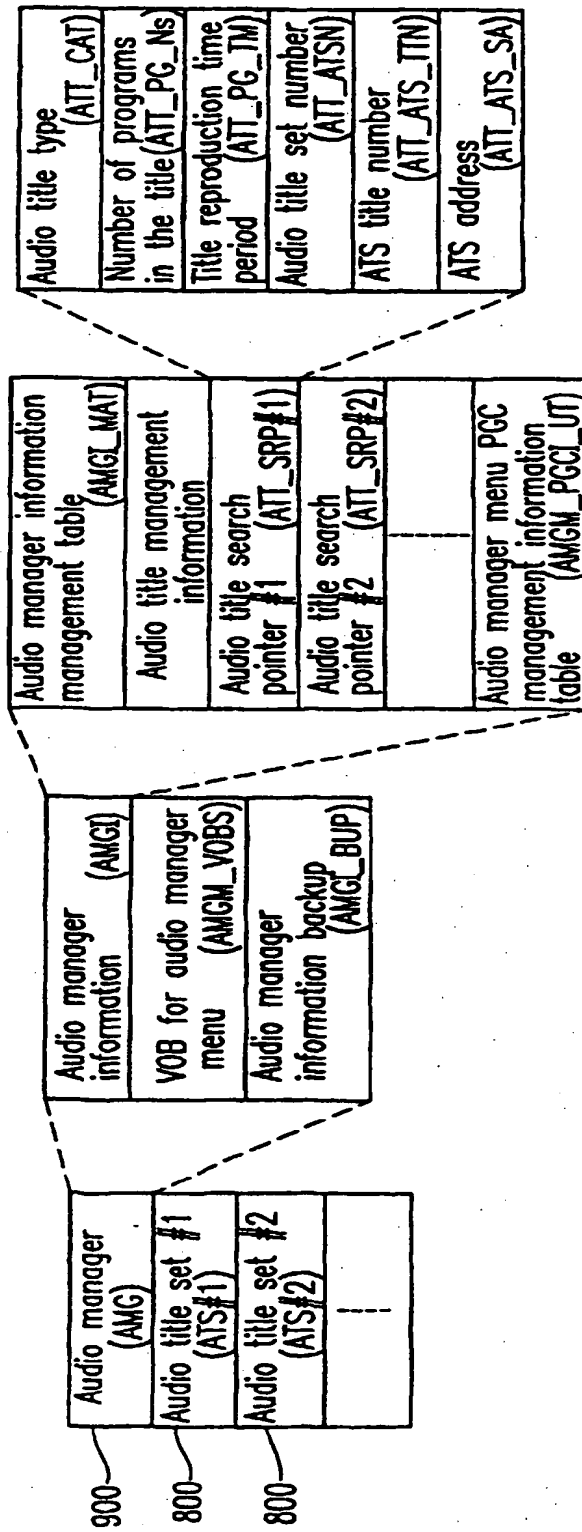 900
800
800
Audio manager
(AMG)
Audio title set #1
(ATS#1)
Audio title set #2
(ATS#2)
Audio manager
information (AMGI)
VOB for audio manager
menu (AMGM_VOBS)
Audio manager
information backup
(AMGI_BUP)
Audio manager information
management table
(AMGI_MAT)
Audio title management
information
Audio title search
pointer #1 (ATT_SRP#1)
Audio title search
pointer #2 (ATT_SRP#2)
Audio manager menu PGC
management information
table (AMGM_PGCI_UT)
Audio title type
(ATT_CAT)
Number of programs
in the title(ATT_PG_Ns)
Title reproduction time
period (ATT_PG_TM)
Audio title set number
(ATT_ATSN)
ATS title number
(ATT_ATS_TTN)
ATS address
(ATT_ATS_SA)